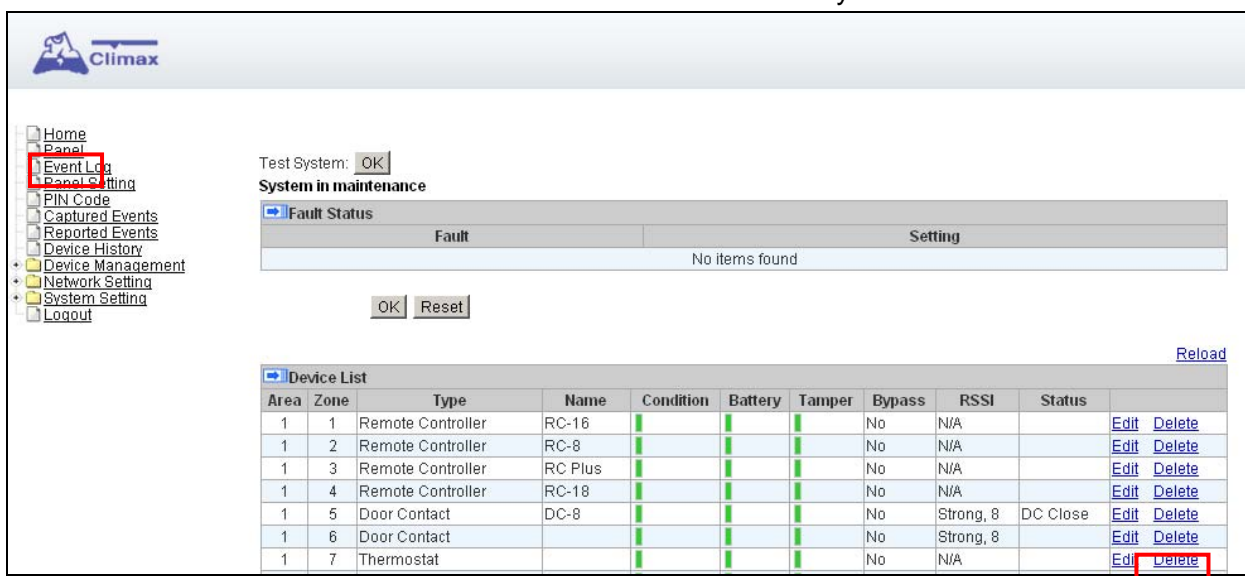 Climax
Home
Panel
Event Log
Panel Setting
PIN Code
Captured Events
Reported Events
Device History
Device Management
Network Setting
System Setting
Logout
Test System: OK
System in maintenance
Fault Status
Fault Setting
No items found
OK Reset
Reload
Device List
Area Zone Type Name Condition Battery Tamper Bypass RSSI Status
1 1 Remote Controller RC-16 No N/A Edit Delete
1 2 Remote Controller RC-8 No N/A Edit Delete
1 3 Remote Controller RC Plus No N/A Edit Delete
1 4 Remote Controller RC-18 No N/A Edit Delete
1 5 Door Contact DC-8 No Strong, 8 DC Close Edit Delete
1 6 Door Contact No Strong, 8 Edit Delete
1 7 Thermostat No N/A Edit Delete